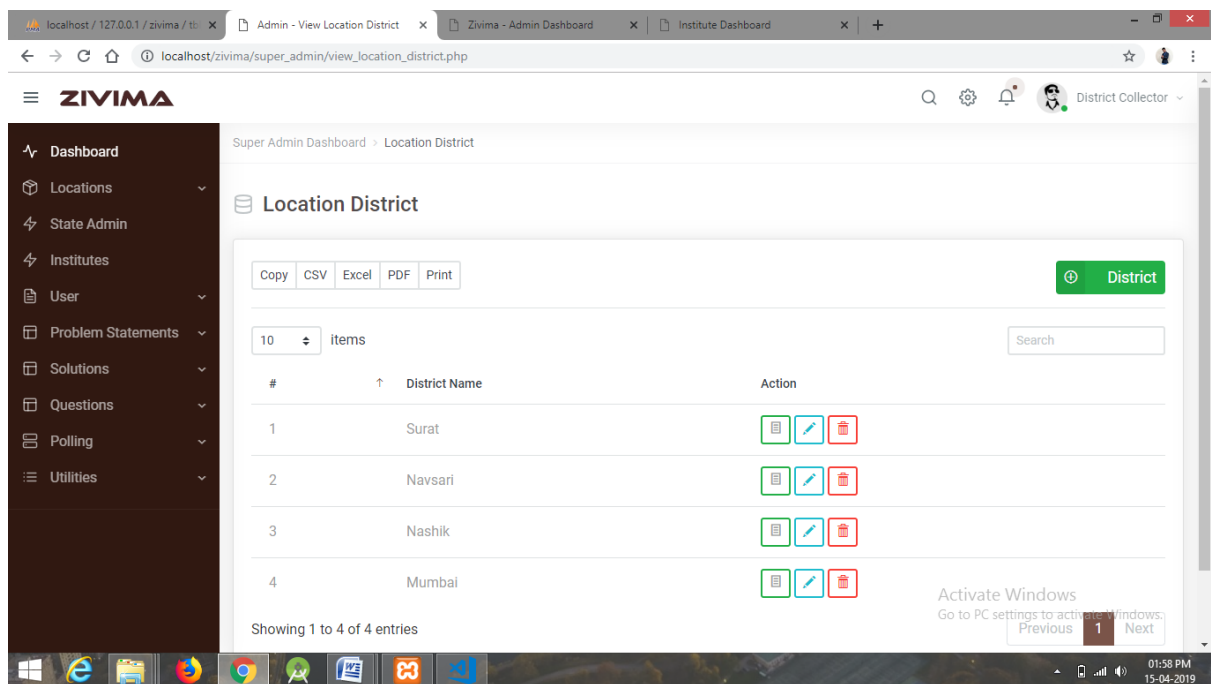 localhost / 127.0.0.1 / zivima / tb
Admin - View Location District
Zivima - Admin Dashboard
Institute Dashboard
localhost/zivima/super_admin/view_location_district.php
ZIVIMA
District Collector
Dashboard
Locations
State Admin
Institutes
User
Problem Statements
Solutions
Questions
Polling
Utilities
Super Admin Dashboard > Location District
Location District
Copy CSV Excel PDF Print
District
10 items
Search
# District Name Action
1 Surat
2 Navsari
3 Nashik
4 Mumbai
Showing 1 to 4 of 4 entries
Previous 1 Next
Activate Windows
Go to PC settings to activate Windows.
01:58 PM
15-04-2019